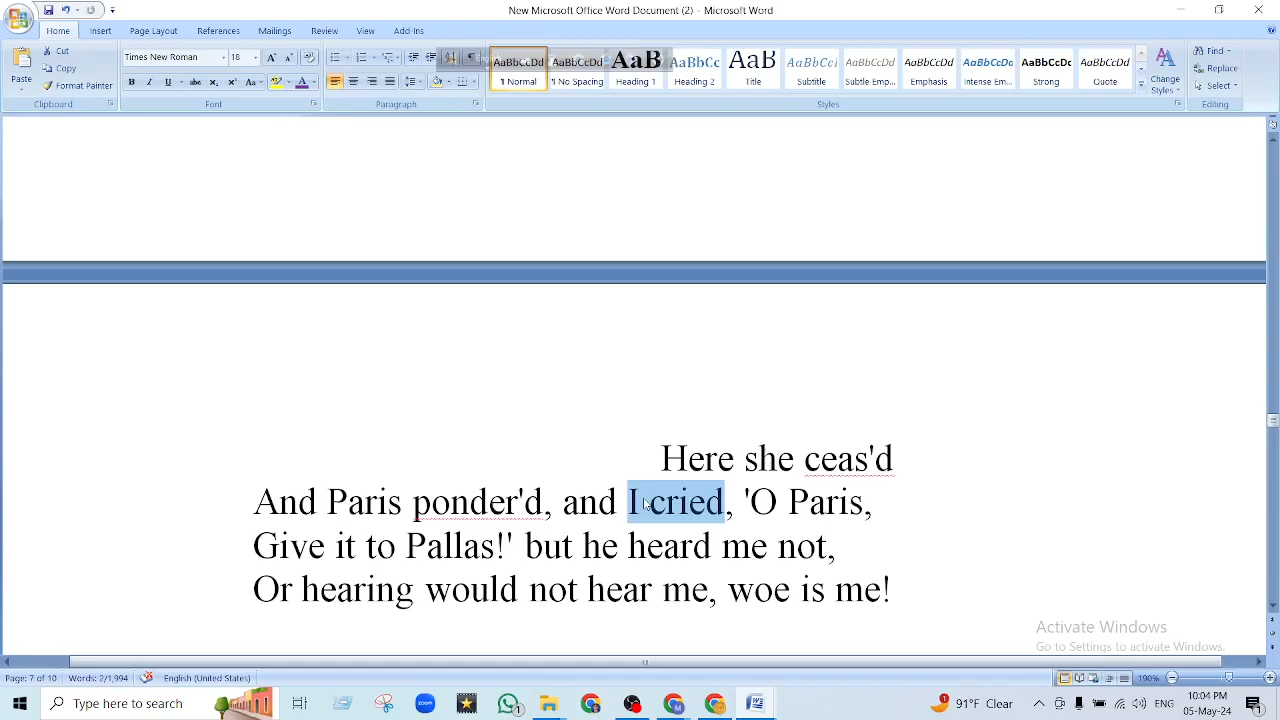 New Microsoft Office Word Document (2) - Microsoft Word
Home Insert Page Layout References Mailings Review View Add-Ins
Paste Cut Copy Format Painter Clipboard
Times New Roman 18 Font
Paragraph
AaBbCcDd ¶ Normal
AaBbCcDd ¶ No Spacing
AaB Heading 1
AaBbCc Heading 2
AaB Title
AaBbCcI Subtitle
AaBbCcDd Subtle Emp...
AaBbCcDd Emphasis
AaBbCcDd Intense Em...
AaBbCcDc Strong
AaBbCcDd Quote
Change Styles Styles
Find Replace Select Editing
Here she ceas'd
And Paris ponder'd, and I cried, 'O Paris,
Give it to Pallas!' but he heard me not,
Or hearing would not hear me, woe is me!
Activate Windows
Go to Settings to activate Windows.
Page: 7 of 10 Words: 2/1,994 English (United States) 190%
Type here to search zoom 91°F Clear ENG 10:04 PM 05-May-24